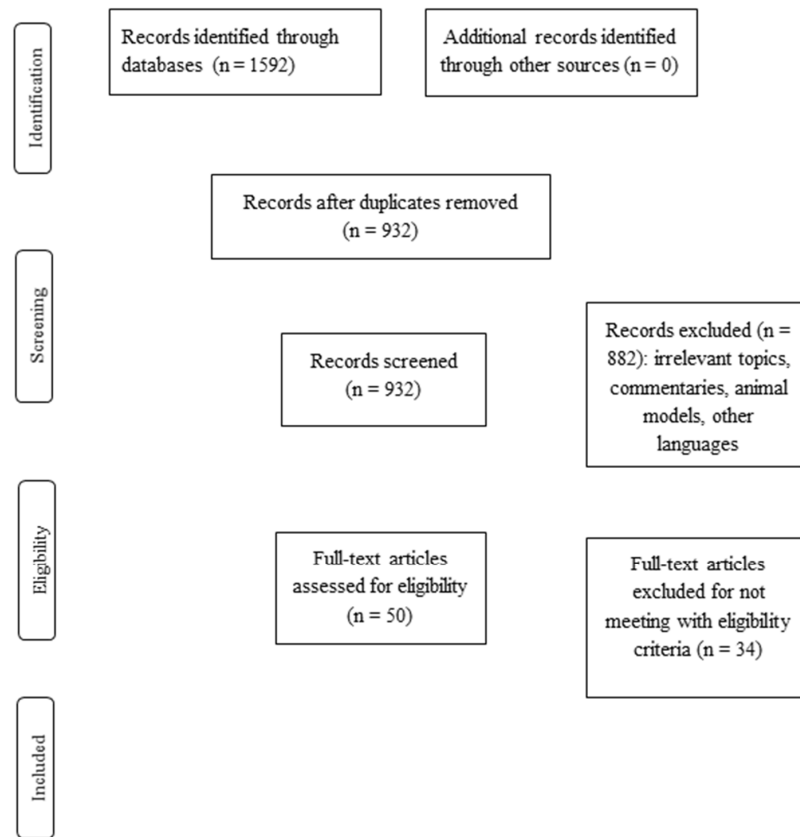 Identification
Records identified through
databases (n = 1592)
Additional records identified
through other sources (n = 0)
Records after duplicates removed
(n = 932)
Screening
Records screened
(n = 932)
Records excluded (n =
882): irrelevant topics,
commentaries, animal
models, other
languages
Eligibility
Full-text articles
assessed for eligibility
(n = 50)
Full-text articles
excluded for not
meeting with eligibility
criteria (n = 34)
Included